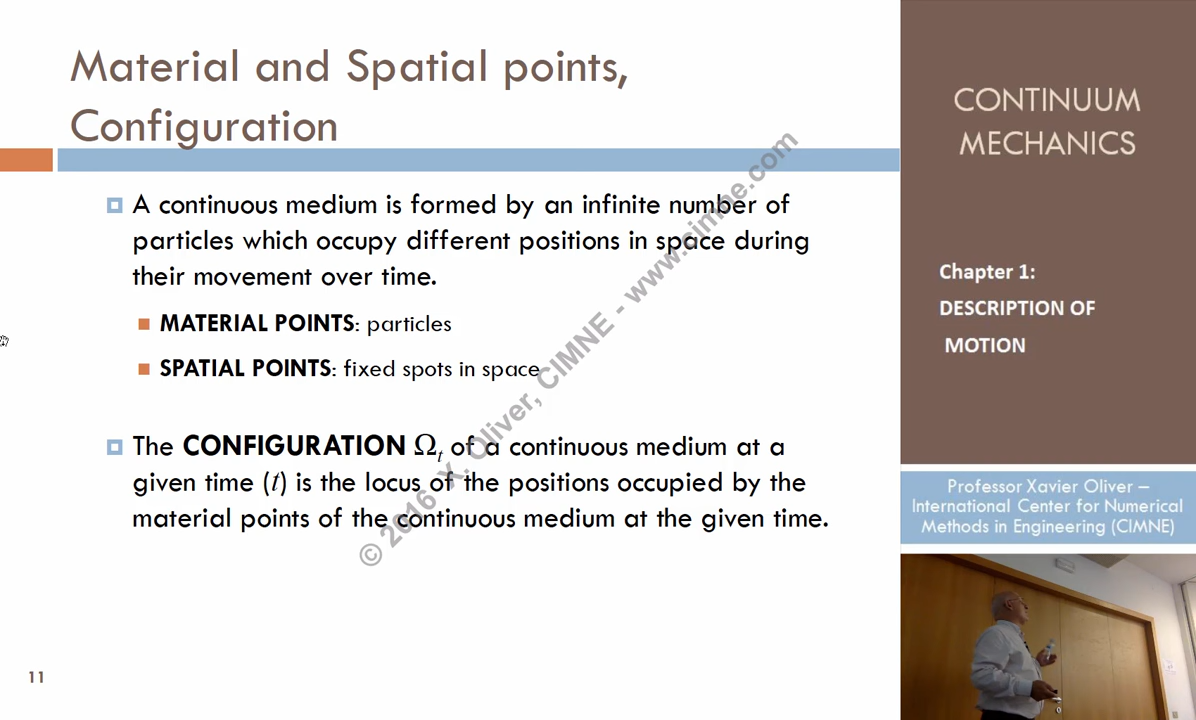 Material and Spatial points,
Configuration
A continuous medium is formed by an infinite number of
particles which occupy different positions in space during
their movement over time.
MATERIAL POINTS: particles
SPATIAL POINTS: fixed spots in space
The CONFIGURATION Ωt of a continuous medium at a
given time (t) is the locus of the positions occupied by the
material points of the continuous medium at the given time.
© 2016 X. Oliver, CIMNE - www.cimne.com
11
CONTINUUM
MECHANICS
Chapter 1:
DESCRIPTION OF
MOTION
Professor Xavier Oliver –
International Center for Numerical
Methods in Engineering (CIMNE)